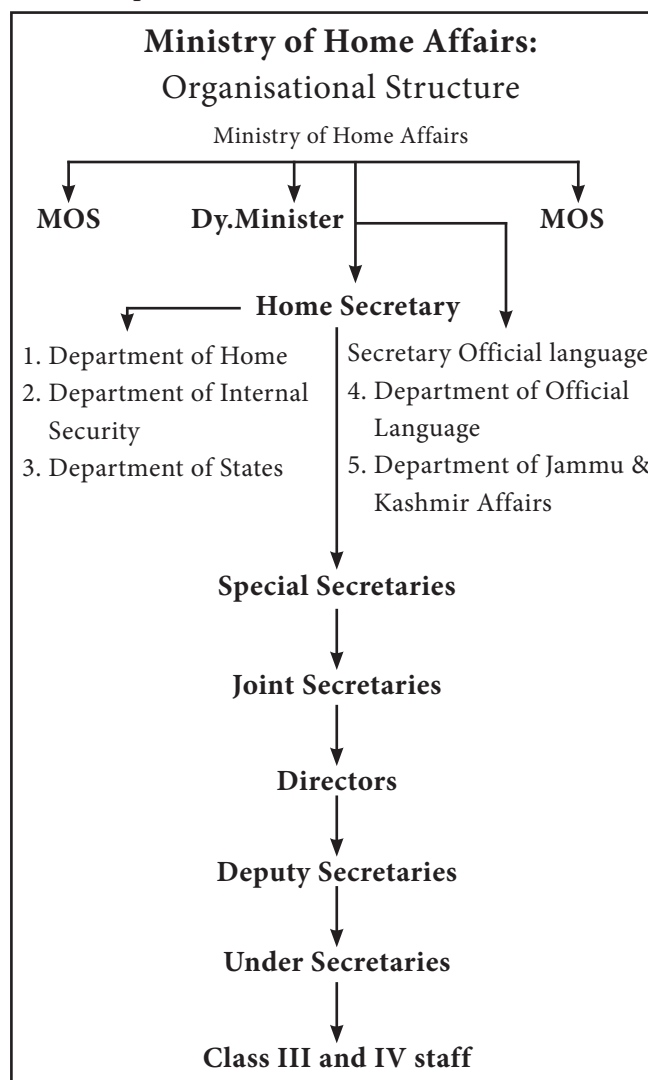 Ministry of Home Affairs:
Organisational Structure
Ministry of Home Affairs
MOS
Dy.Minister
MOS
Home Secretary
1. Department of Home
2. Department of Internal
Security
3. Department of States
Secretary Official language
4. Department of Official
Language
5. Department of Jammu &
Kashmir Affairs
Special Secretaries
Joint Secretaries
Directors
Deputy Secretaries
Under Secretaries
Class III and IV staff